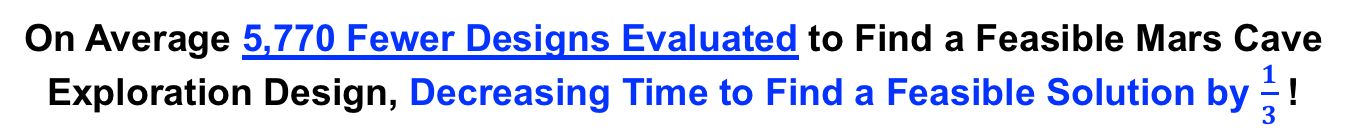 On Average 5,770 Fewer Designs Evaluated to Find a Feasible Mars Cave
Exploration Design, Decreasing Time to Find a Feasible Solution by 1/3 !